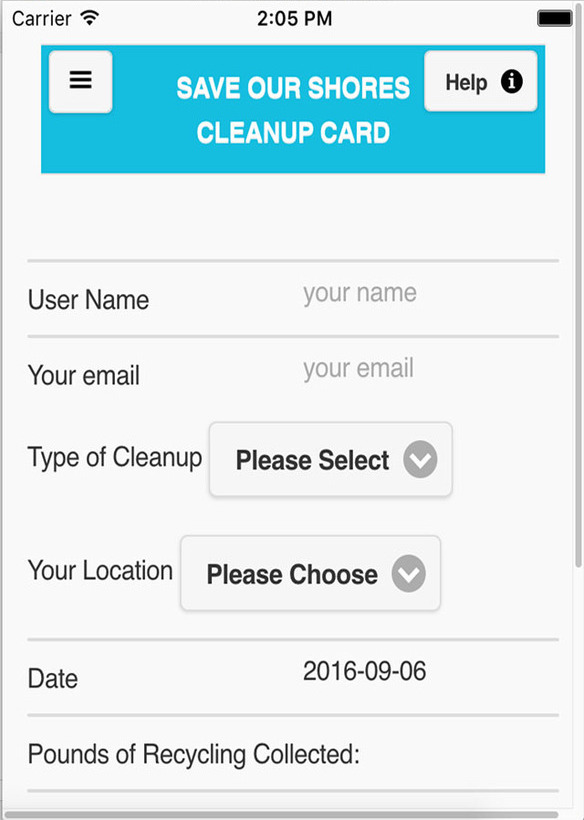 Carrier 2:05 PM
SAVE OUR SHORES
CLEANUP CARD
Help i
User Name your name
Your email your email
Type of Cleanup Please Select
Your Location Please Choose
Date 2016-09-06
Pounds of Recycling Collected: